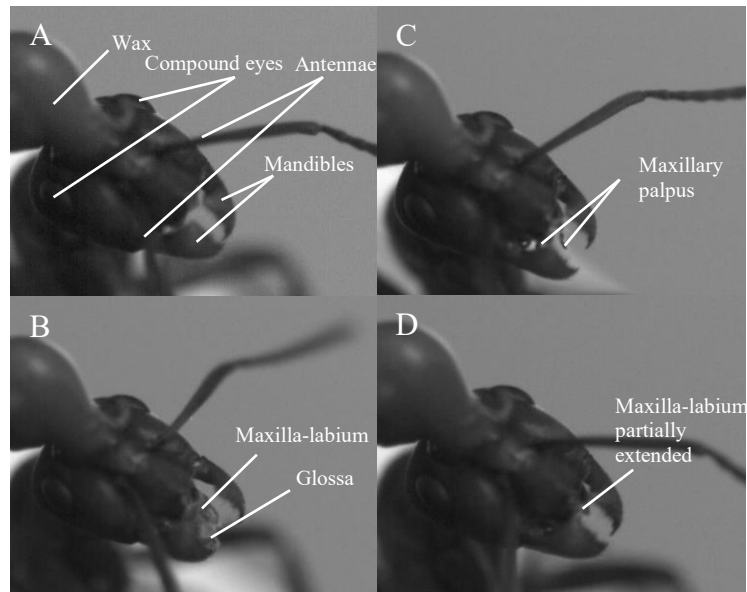 A
Wax
Compound eyes
Antennae
Mandibles
C
Maxillary
palpus
B
Maxilla-labium
Glossa
D
Maxilla-labium
partially
extended